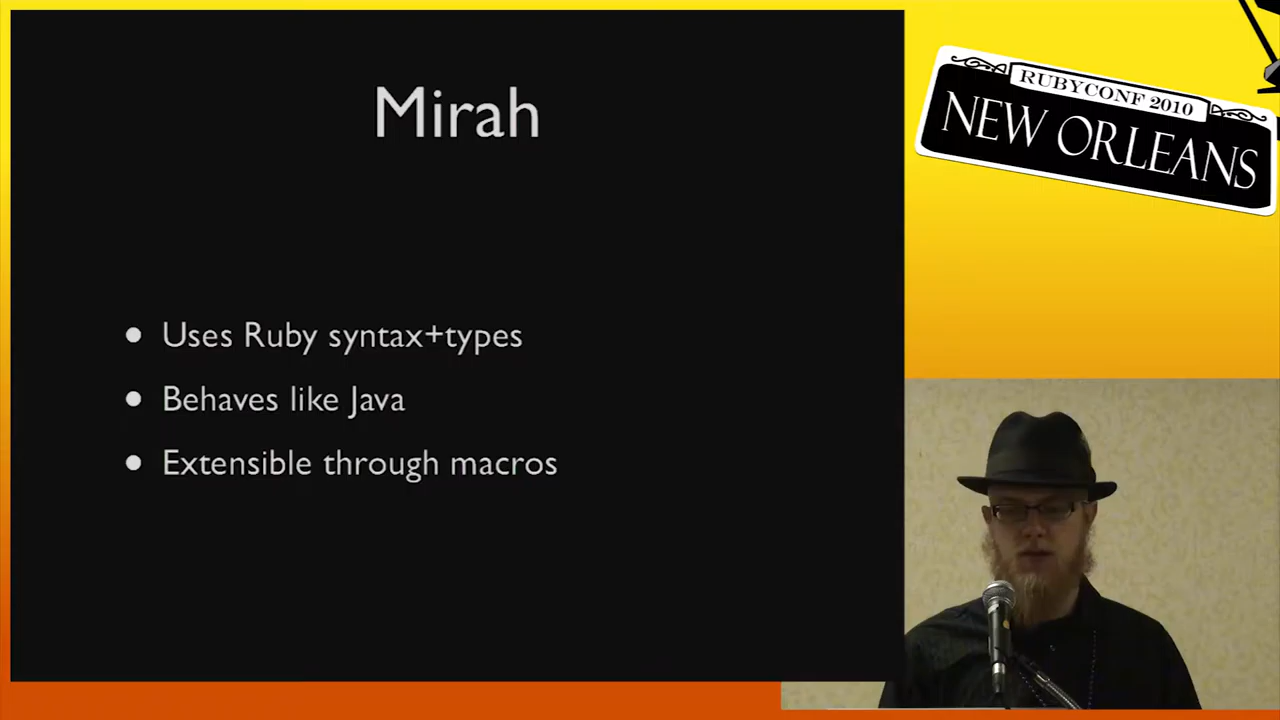 Mirah
Uses Ruby syntax+types
Behaves like Java
Extensible through macros
RUBYCONF 2010
NEW ORLEANS